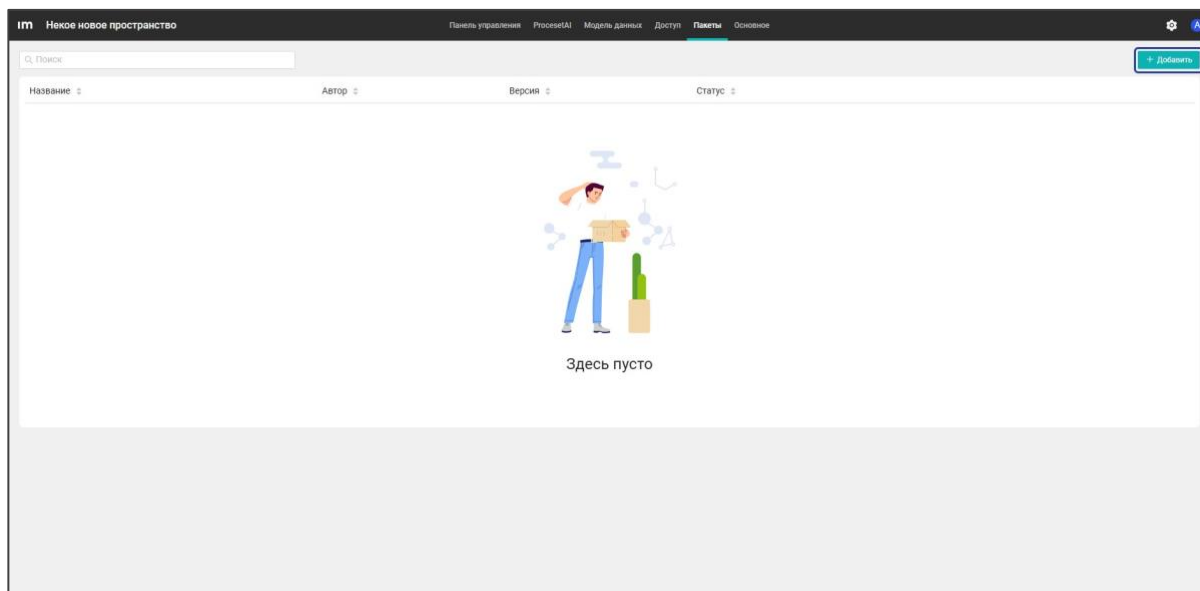 im Некое новое пространство Панель управления ProcesetAI Модель данных Доступ Пакеты Основное A
Поиск + Добавить
Название Автор Версия Статус
Здесь пусто